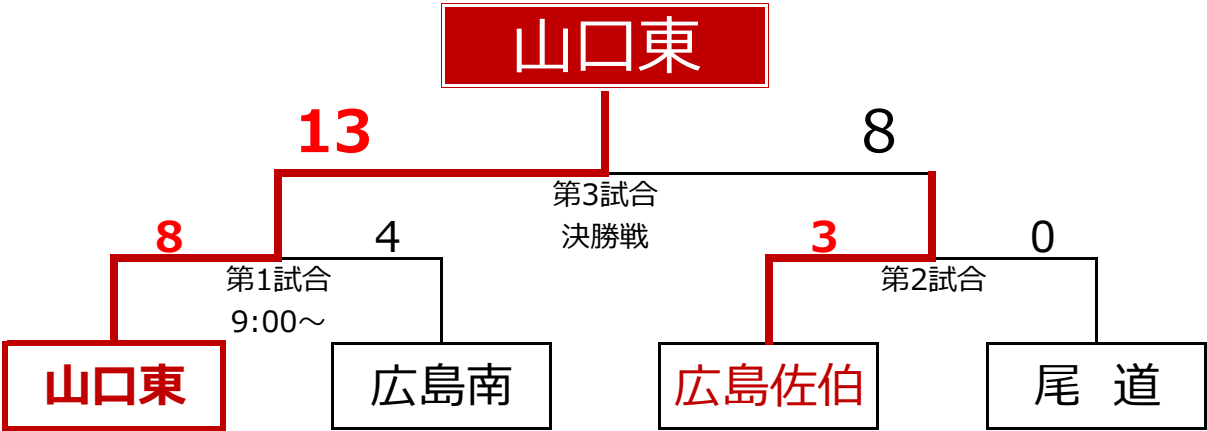 山口東
13
8
第3試合
決勝戦
8
4
3
0
第1試合
9:00～
第2試合
山口東
広島南
広島佐伯
尾 道